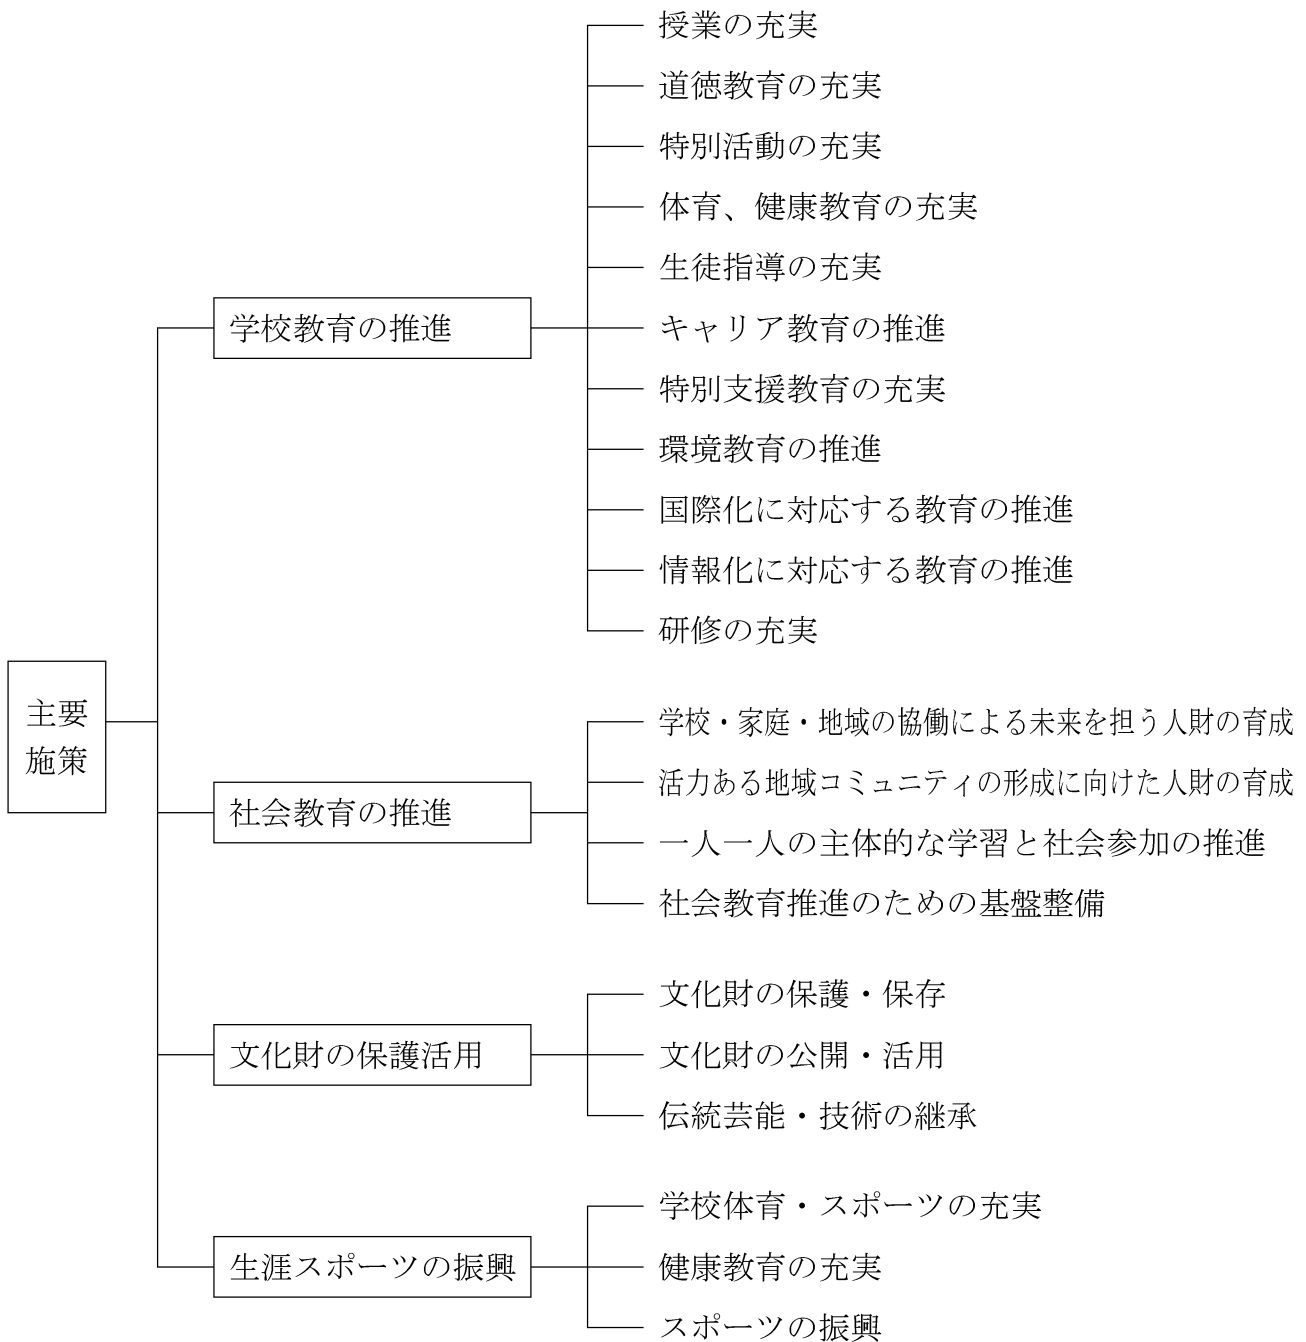 主要
施策
学校教育の推進
授業の充実
道徳教育の充実
特別活動の充実
体育、健康教育の充実
生徒指導の充実
キャリア教育の推進
特別支援教育の充実
環境教育の推進
国際化に対応する教育の推進
情報化に対応する教育の推進
研修の充実
社会教育の推進
学校・家庭・地域の協働による未来を担う人財の育成
活力ある地域コミュニティの形成に向けた人財の育成
一人一人の主体的な学習と社会参加の推進
社会教育推進のための基盤整備
文化財の保護活用
文化財の保護・保存
文化財の公開・活用
伝統芸能・技術の継承
生涯スポーツの振興
学校体育・スポーツの充実
健康教育の充実
スポーツの振興